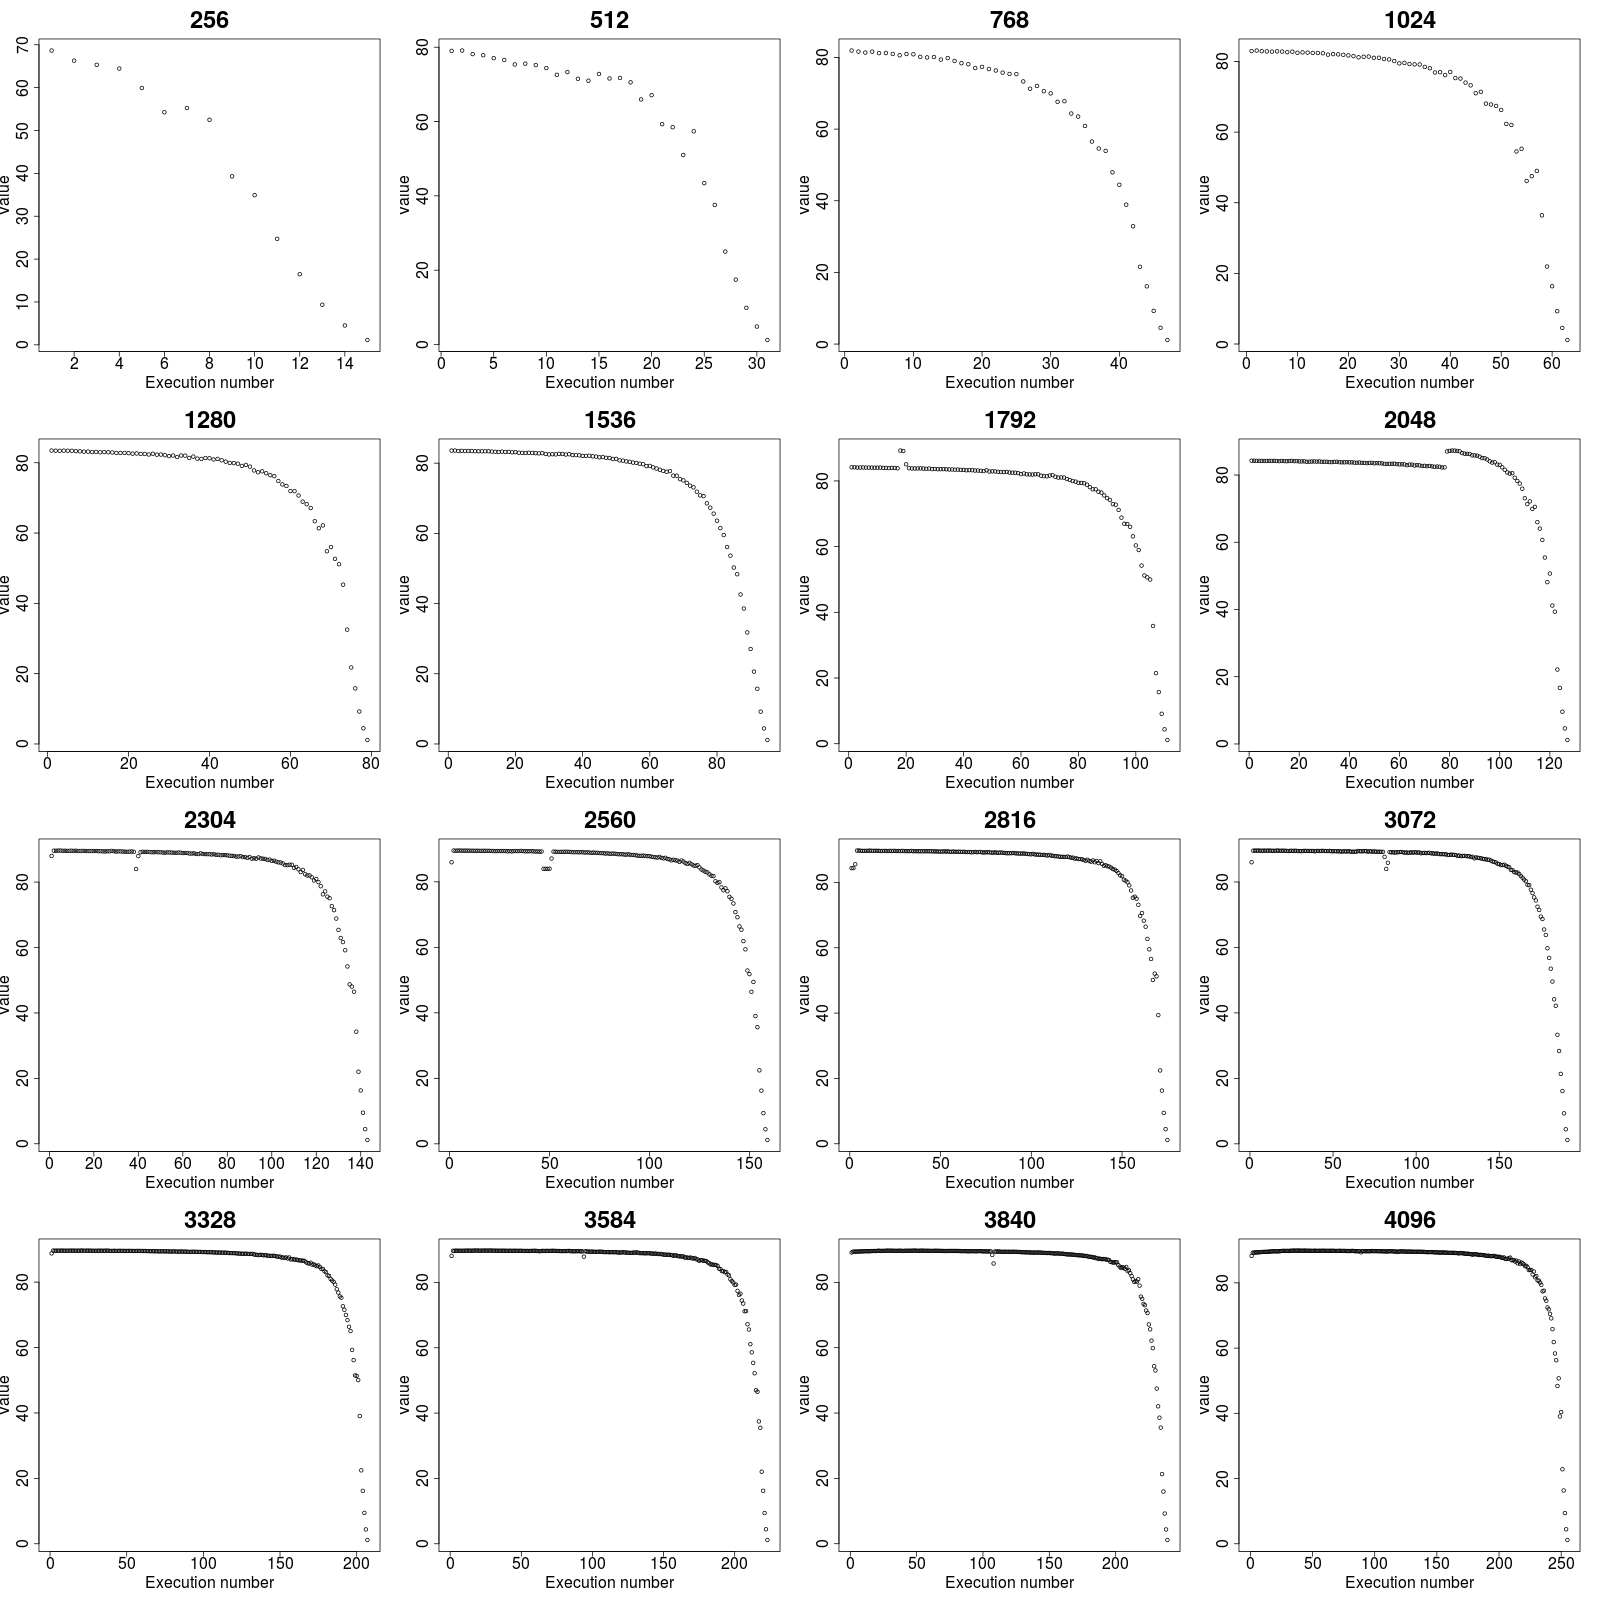 256 512 768 1024
value 0 10 20 30 40 50 60 70 value 0 20 40 60 80 value 0 20 40 60 80 value 0 20 40 60 80
2 4 6 8 10 12 14 0 5 10 15 20 25 30 0 10 20 30 40 0 10 20 30 40 50 60
Execution number Execution number Execution number Execution number
1280 1536 1792 2048
value 0 20 40 60 80 value 0 20 40 60 80 value 0 20 40 60 80 value 0 20 40 60 80
0 20 40 60 80 0 20 40 60 80 0 20 40 60 80 100 0 20 40 60 80 100 120
Execution number Execution number Execution number Execution number
2304 2560 2816 3072
value 0 20 40 60 80 value 0 20 40 60 80 value 0 20 40 60 80 value 0 20 40 60 80
0 20 40 60 80 100 120 140 0 50 100 150 0 50 100 150 0 50 100 150
Execution number Execution number Execution number Execution number
3328 3584 3840 4096
value 0 20 40 60 80 value 0 20 40 60 80 value 0 20 40 60 80 value 0 20 40 60 80
0 50 100 150 200 0 50 100 150 200 0 50 100 150 200 0 50 100 150 200 250
Execution number Execution number Execution number Execution number